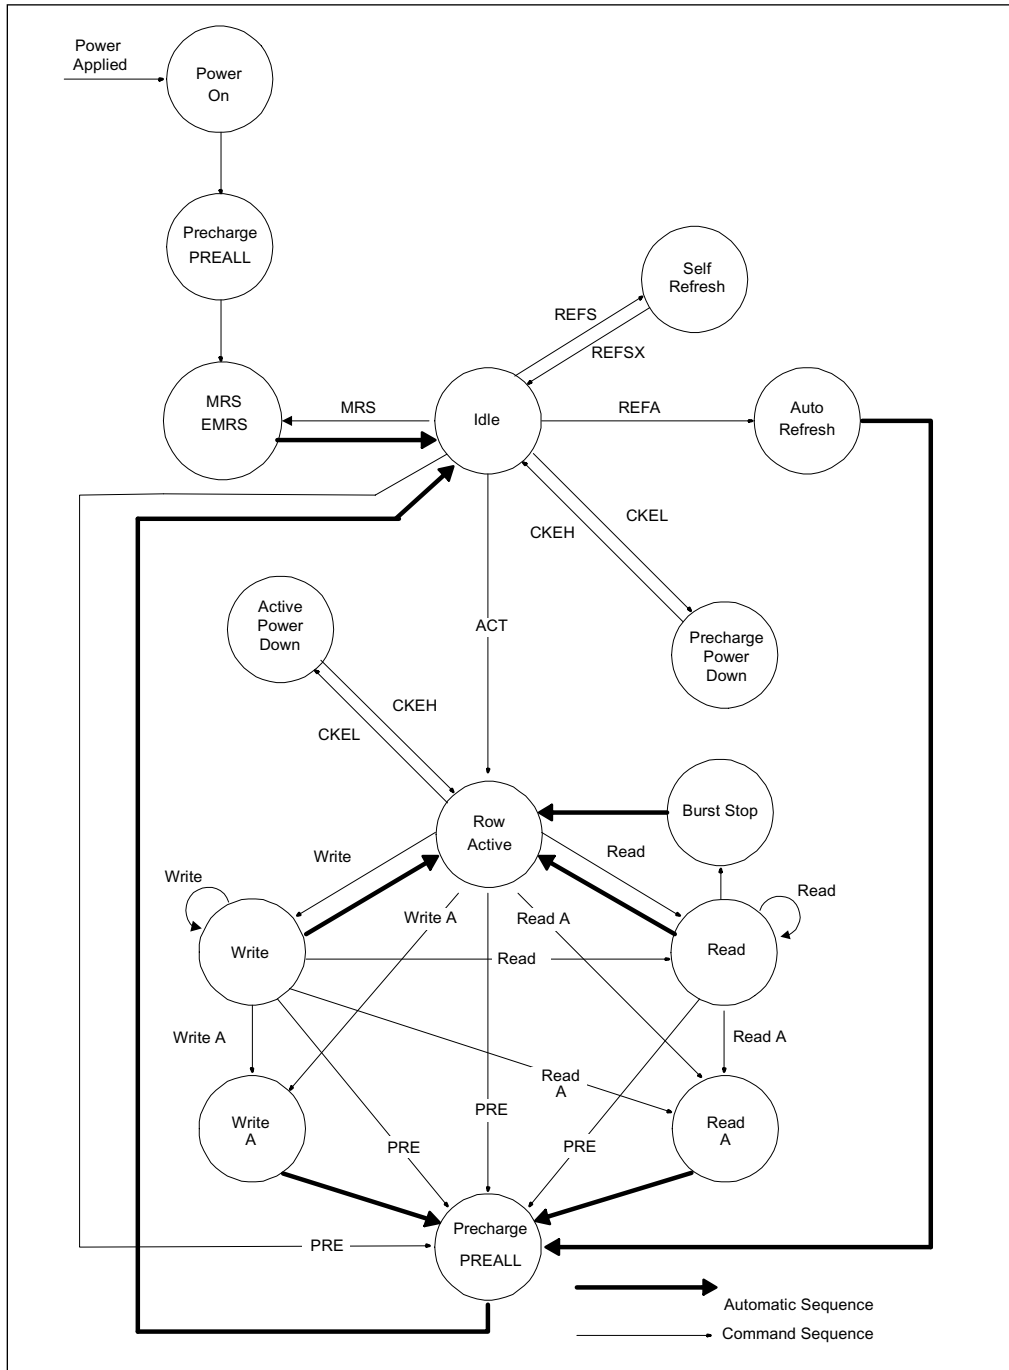 Power
Applied
Power
On
Precharge
PREALL
Self
Refresh
REFS
REFSX
MRS
EMRS
MRS
Idle
REFA
Auto
Refresh
CKEL
CKEH
Active
Power
Down
ACT
Precharge
Power
Down
CKEH
CKEL
Burst Stop
Row
Active
Write
Read
Write
Read
Write A
Read A
Write
Read
Read
Write A
Read A
Read
A
Write
A
PRE
Read
A
PRE
PRE
Precharge
PREALL
PRE
Automatic Sequence
Command Sequence